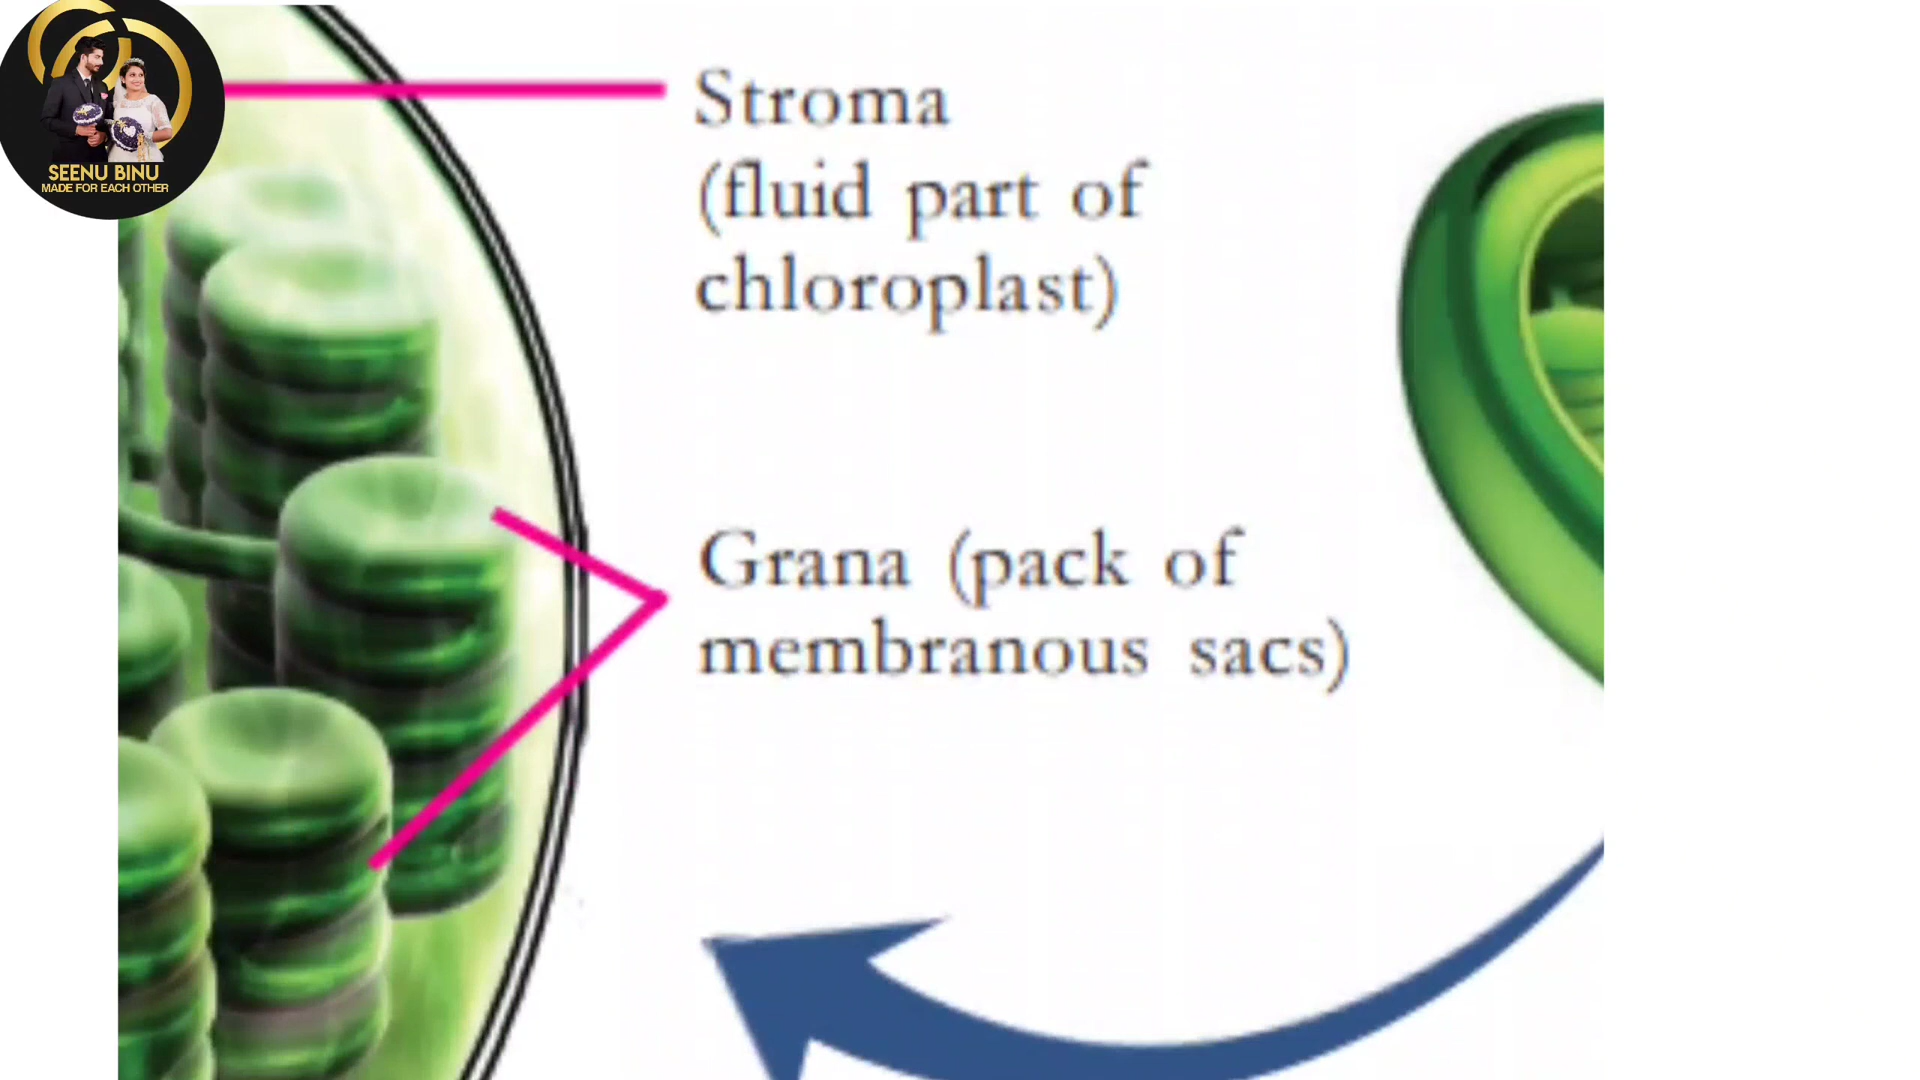 SEENU BINU
MADE FOR EACH OTHER
Stroma
(fluid part of
chloroplast)
Grana (pack of
membranous sacs)